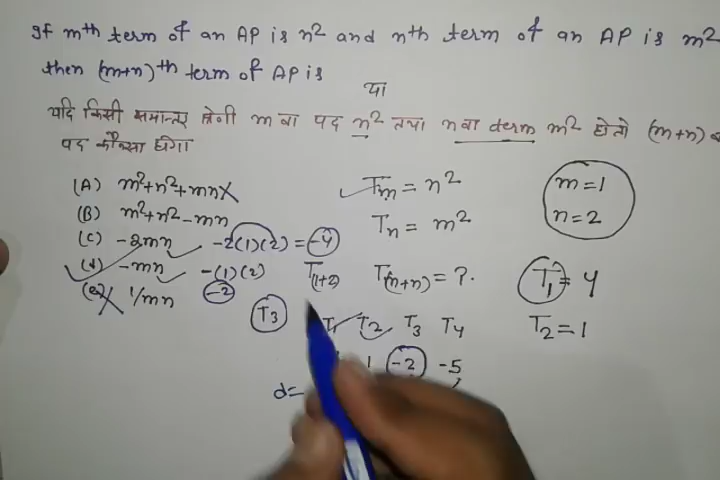 If mth term of an AP is n² and nth term of an AP is m²
then (m+n)th term of AP is
या
यदि किसी समान्तर श्रेणी m वा पद n² तथा n वा term m² हो तो (m+n) व
पद कौनसा होगा
(A) m²+n²+mn
(B) m²+n²-mn
(C) -2mn -2(1)(2) = -4
(d) -mn -(1)(2)
-2
(e) 1/mn
Tm = n²
Tn = m²
T(1+2) T(m+n) = ?
T3
T1 T2 T3 T4
1 -2 -5
d=
m=1
n=2
T1 = 4
T2 = 1